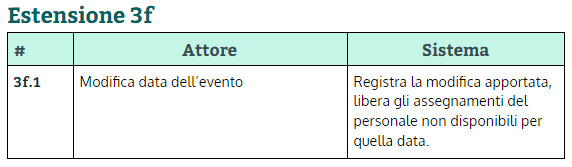 Estensione 3f
# Attore Sistema
3f.1 Modifica data dell'evento Registra la modifica apportata,
libera gli assegnamenti del
personale non disponibili per
quella data.